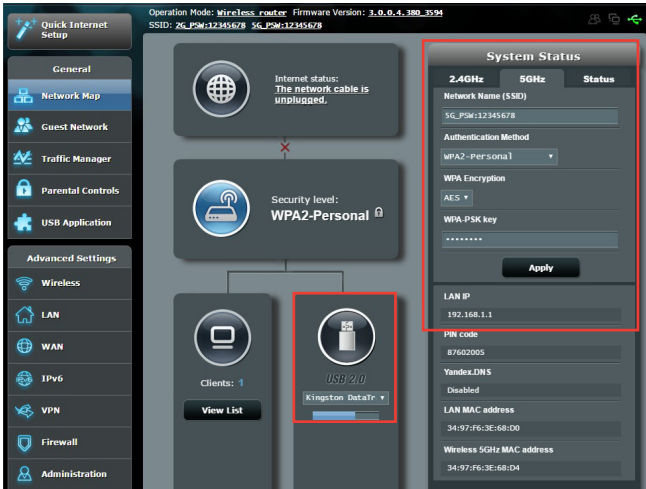 Operation Mode: Wireless router Firmware Version: 3.0.0.4.380_3594
SSID: 2G_PSW:12345678 5G_PSW:12345678
Quick Internet
Setup
General
Network Map
Guest Network
Traffic Manager
Parental Controls
USB Application
Advanced Settings
Wireless
LAN
WAN
IPv6
VPN
Firewall
Administration
Internet status:
The network cable is
unplugged.
Security level:
WPA2-Personal
Clients: 1
View List
USB 2.0
Kingston DataTr
System Status
2.4GHz 5GHz Status
Network Name (SSID)
5G_PSW:12345678
Authentication Method
WPA2-Personal
WPA Encryption
AES
WPA-PSK key
········
Apply
LAN IP
192.168.1.1
PIN code
87602005
Yandex.DNS
Disabled
LAN MAC address
34:97:F6:3E:68:D0
Wireless 5GHz MAC address
34:97:F6:3E:68:D4